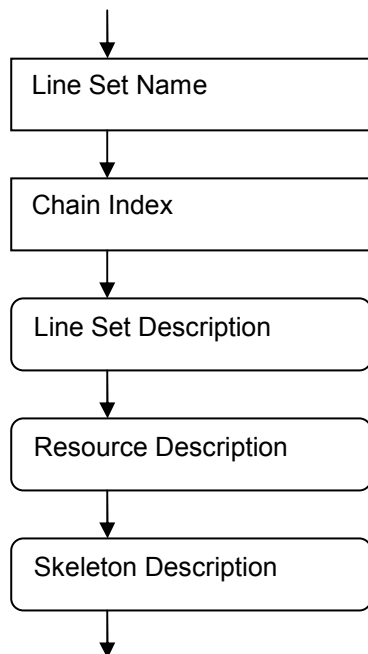 Line Set Name
Chain Index
Line Set Description
Resource Description
Skeleton Description